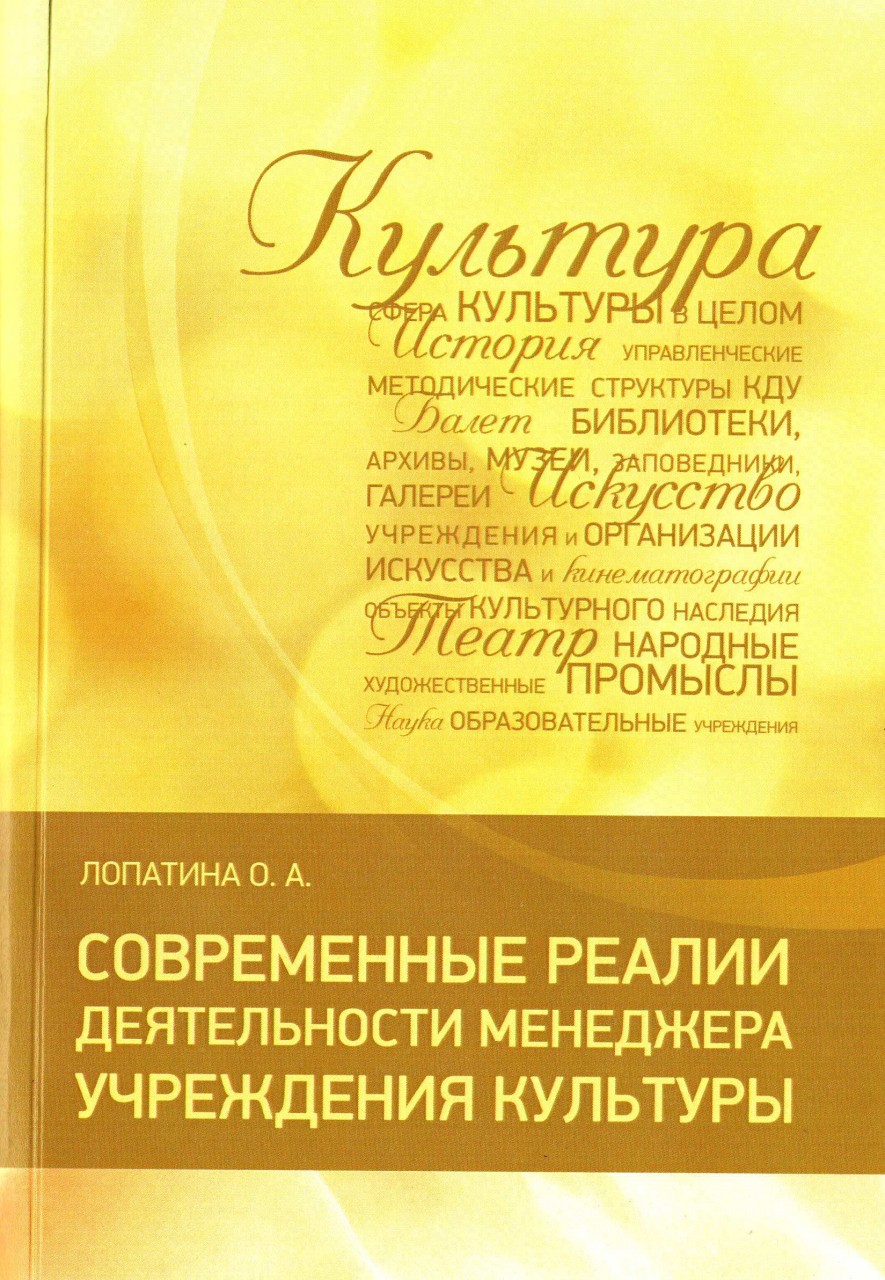 Культура
СФЕРА КУЛЬТУРЫ В ЦЕЛОМ
История УПРАВЛЕНЧЕСКИЕ
МЕТОДИЧЕСКИЕ СТРУКТУРЫ КДУ
Балет БИБЛИОТЕКИ,
АРХИВЫ, МУЗЕИ, ЗАПОВЕДНИКИ,
ГАЛЕРЕИ Искусство
УЧРЕЖДЕНИЯ И ОРГАНИЗАЦИИ
ИСКУССТВА И кинематографии
ОБЪЕКТЫ КУЛЬТУРНОГО НАСЛЕДИЯ
Театр НАРОДНЫЕ
ХУДОЖЕСТВЕННЫЕ ПРОМЫСЛЫ
Наука ОБРАЗОВАТЕЛЬНЫЕ УЧРЕЖДЕНИЯ
ЛОПАТИНА О. А.
СОВРЕМЕННЫЕ РЕАЛИИ
ДЕЯТЕЛЬНОСТИ МЕНЕДЖЕРА
УЧРЕЖДЕНИЯ КУЛЬТУРЫ